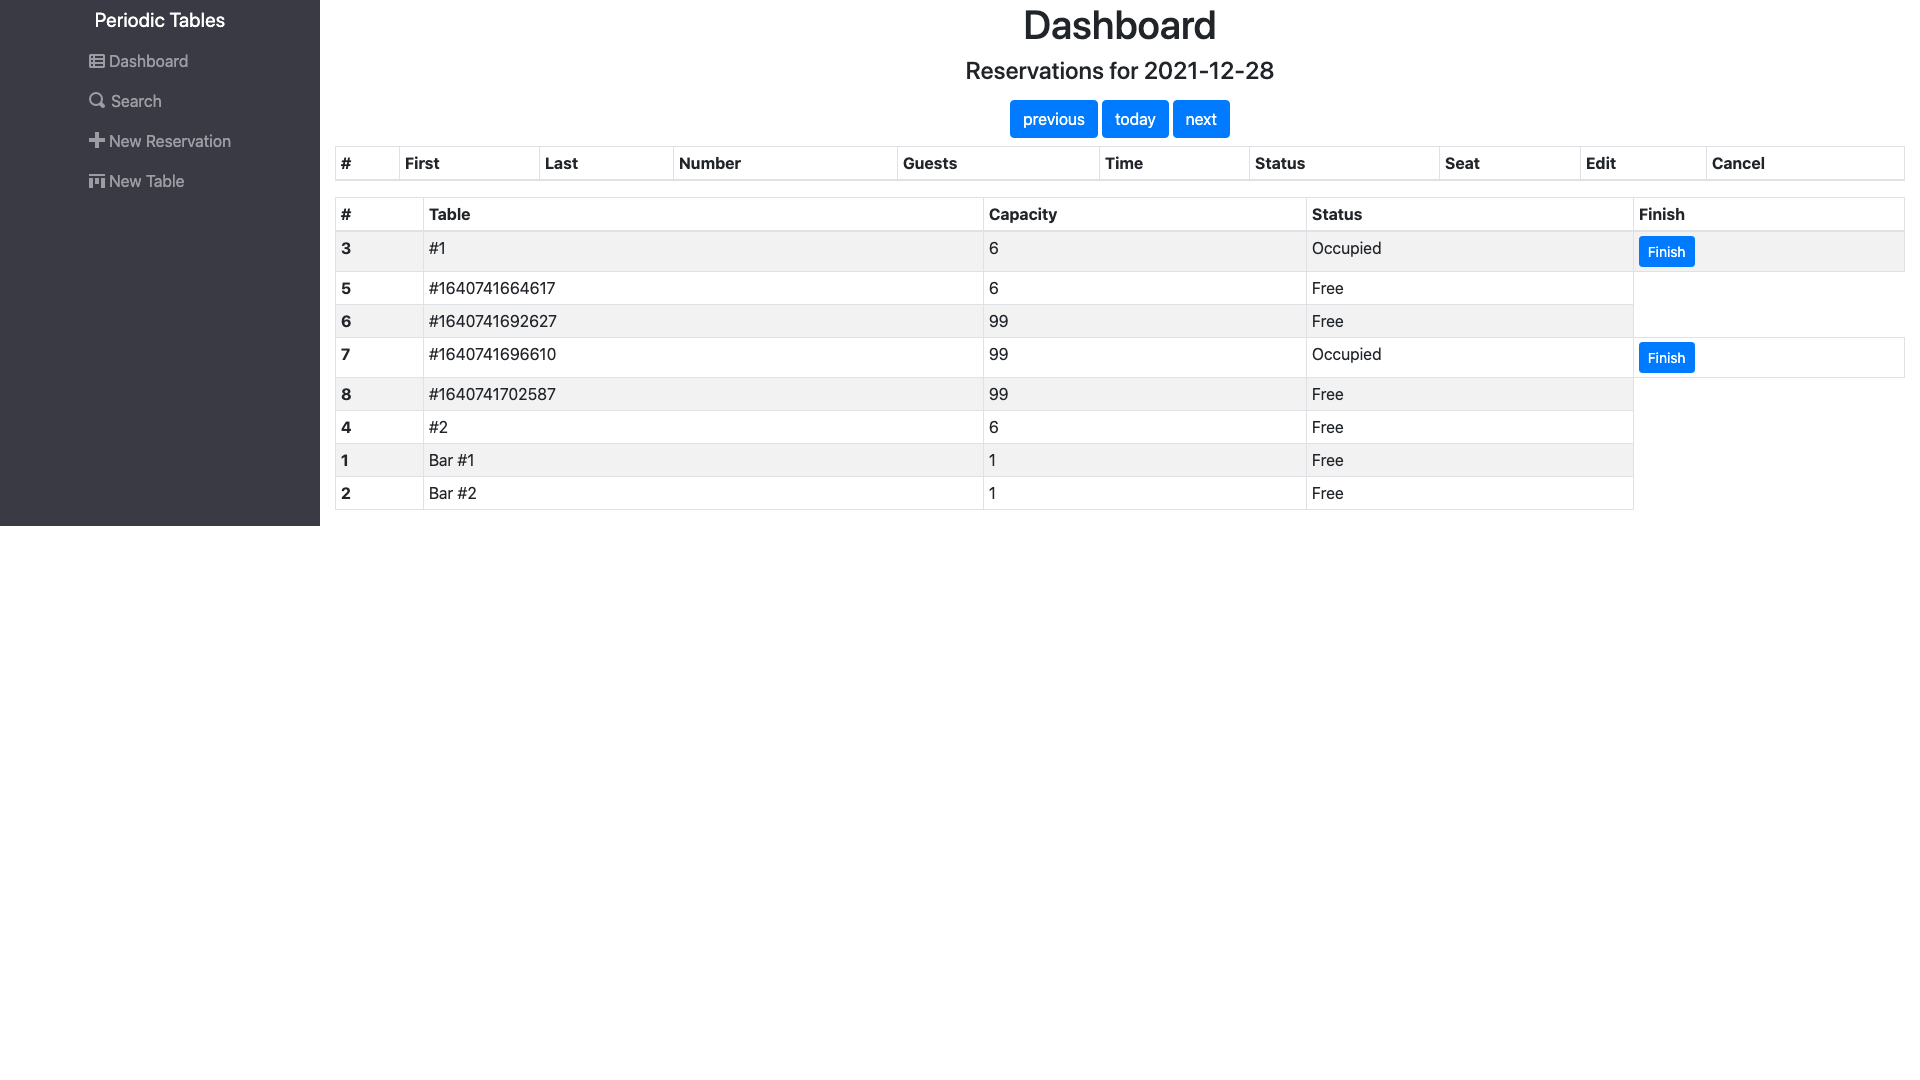 Periodic Tables
Dashboard
Search
New Reservation
New Table
Dashboard
Reservations for 2021-12-28
previous today next
# First Last Number Guests Time Status Seat Edit Cancel
# Table Capacity Status Finish
3 #1 6 Occupied Finish
5 #1640741664617 6 Free
6 #1640741692627 99 Free
7 #1640741696610 99 Occupied Finish
8 #1640741702587 99 Free
4 #2 6 Free
1 Bar #1 1 Free
2 Bar #2 1 Free